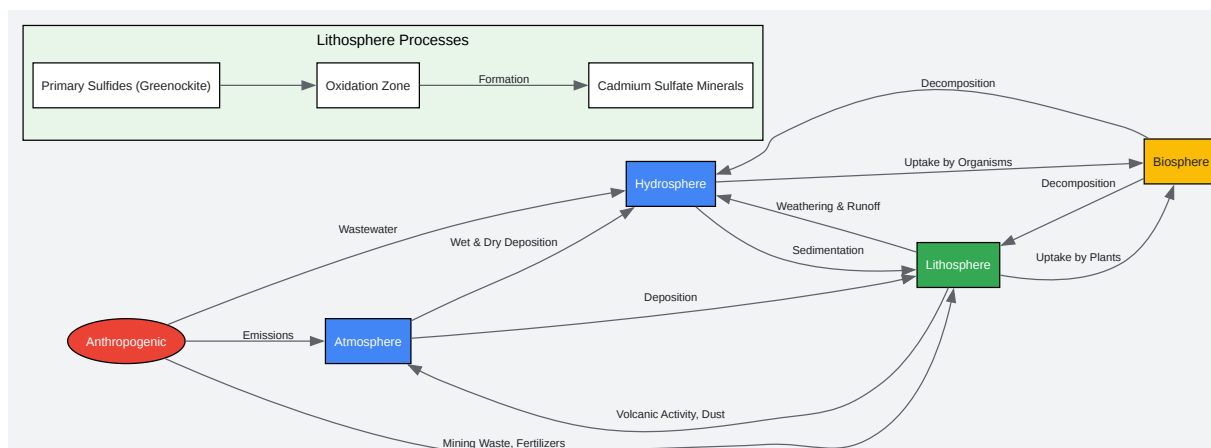 Lithosphere Processes
Primary Sulfides (Greenockite)
Oxidation Zone
Formation
Cadmium Sulfate Minerals
Decomposition
Hydrosphere
Uptake by Organisms
Biosphere
Decomposition
Weathering & Runoff
Wastewater
Wet & Dry Deposition
Sedimentation
Lithosphere
Uptake by Plants
Deposition
Anthropogenic
Emissions
Atmosphere
Volcanic Activity, Dust
Mining Waste, Fertilizers